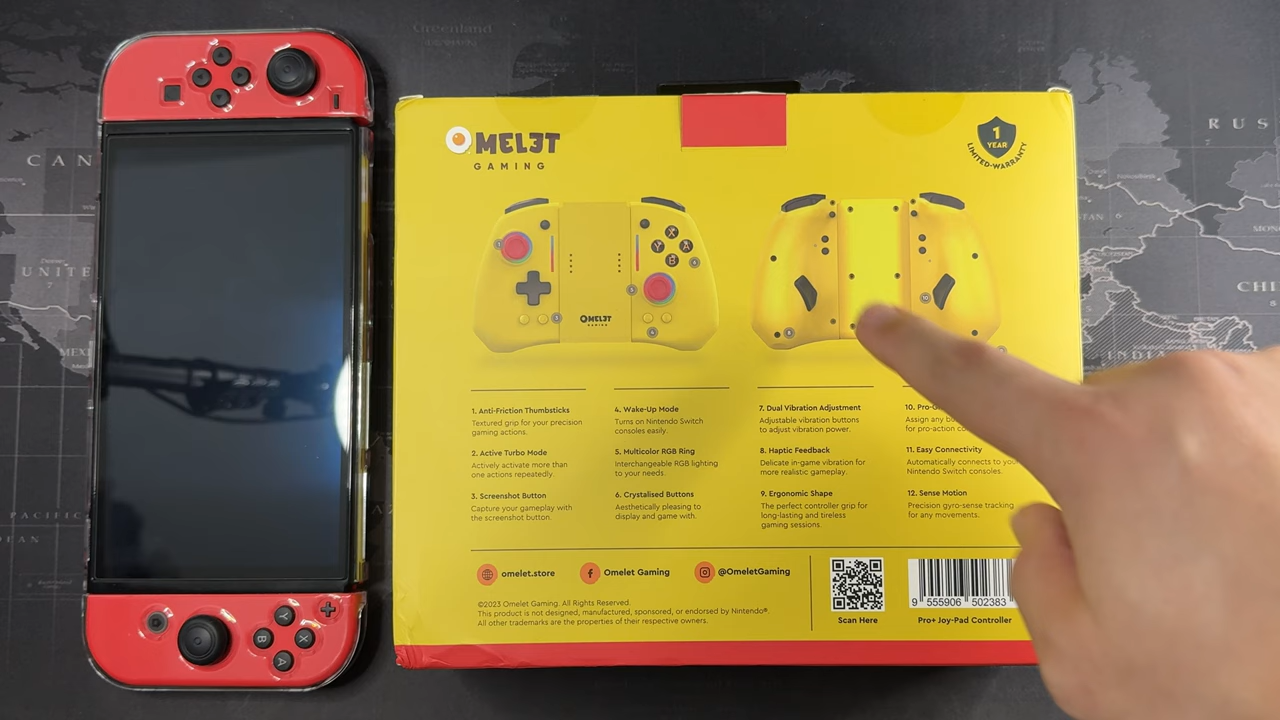 Greenland
CAN
UNITE
MEXI
PACIFIC
RUS
CHI
OMEL3T
GAMING
1
YEAR
LIMITED-WARRANTY
X
Y
A
B
OMEL3T
GAMING
1. Anti-Friction Thumbsticks
Textured grip for your precision
gaming actions.
2. Active Turbo Mode
Actively activate more than
one actions repeatedly.
3. Screenshot Button
Capture your gameplay with
the screenshot button.
4. Wake-Up Mode
Turns on Nintendo Switch
consoles easily.
5. Multicolor RGB Ring
Interchangeable RGB lighting
to your needs.
6. Crystalised Buttons
Aesthetically pleasing to
display and game with.
7. Dual Vibration Adjustment
Adjustable vibration buttons
to adjust vibration power.
8. Haptic Feedback
Delicate in-game vibration for
more realistic gameplay.
9. Ergonomic Shape
The perfect controller grip for
long-lasting and tireless
gaming sessions.
10. Pro-G
Assign any b
for pro-action co
11. Easy Connectivity
Automatically connects to you
Nintendo Switch consoles.
12. Sense Motion
Precision gyro-sense tracking
for any movements.
omelet.store
Omelet Gaming
@OmeletGaming
©2023 Omelet Gaming. All Rights Reserved.
This product is not designed, manufactured, sponsored, or endorsed by Nintendo®.
All other trademarks are the properties of their respective owners.
Scan Here
9 555906 502383
Pro+ Joy-Pad Controller
Y
X
B
A